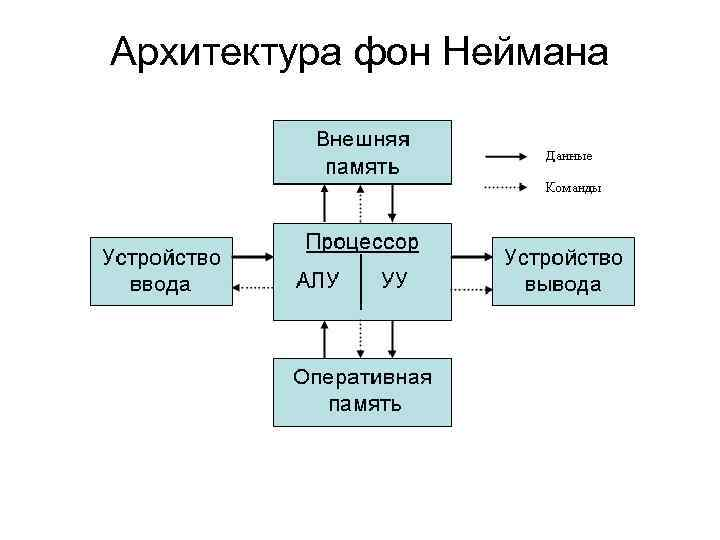 Архитектура фон Неймана
Внешняя
память
Данные
Команды
Устройство
ввода
Процессор
АЛУ
УУ
Устройство
вывода
Оперативная
память